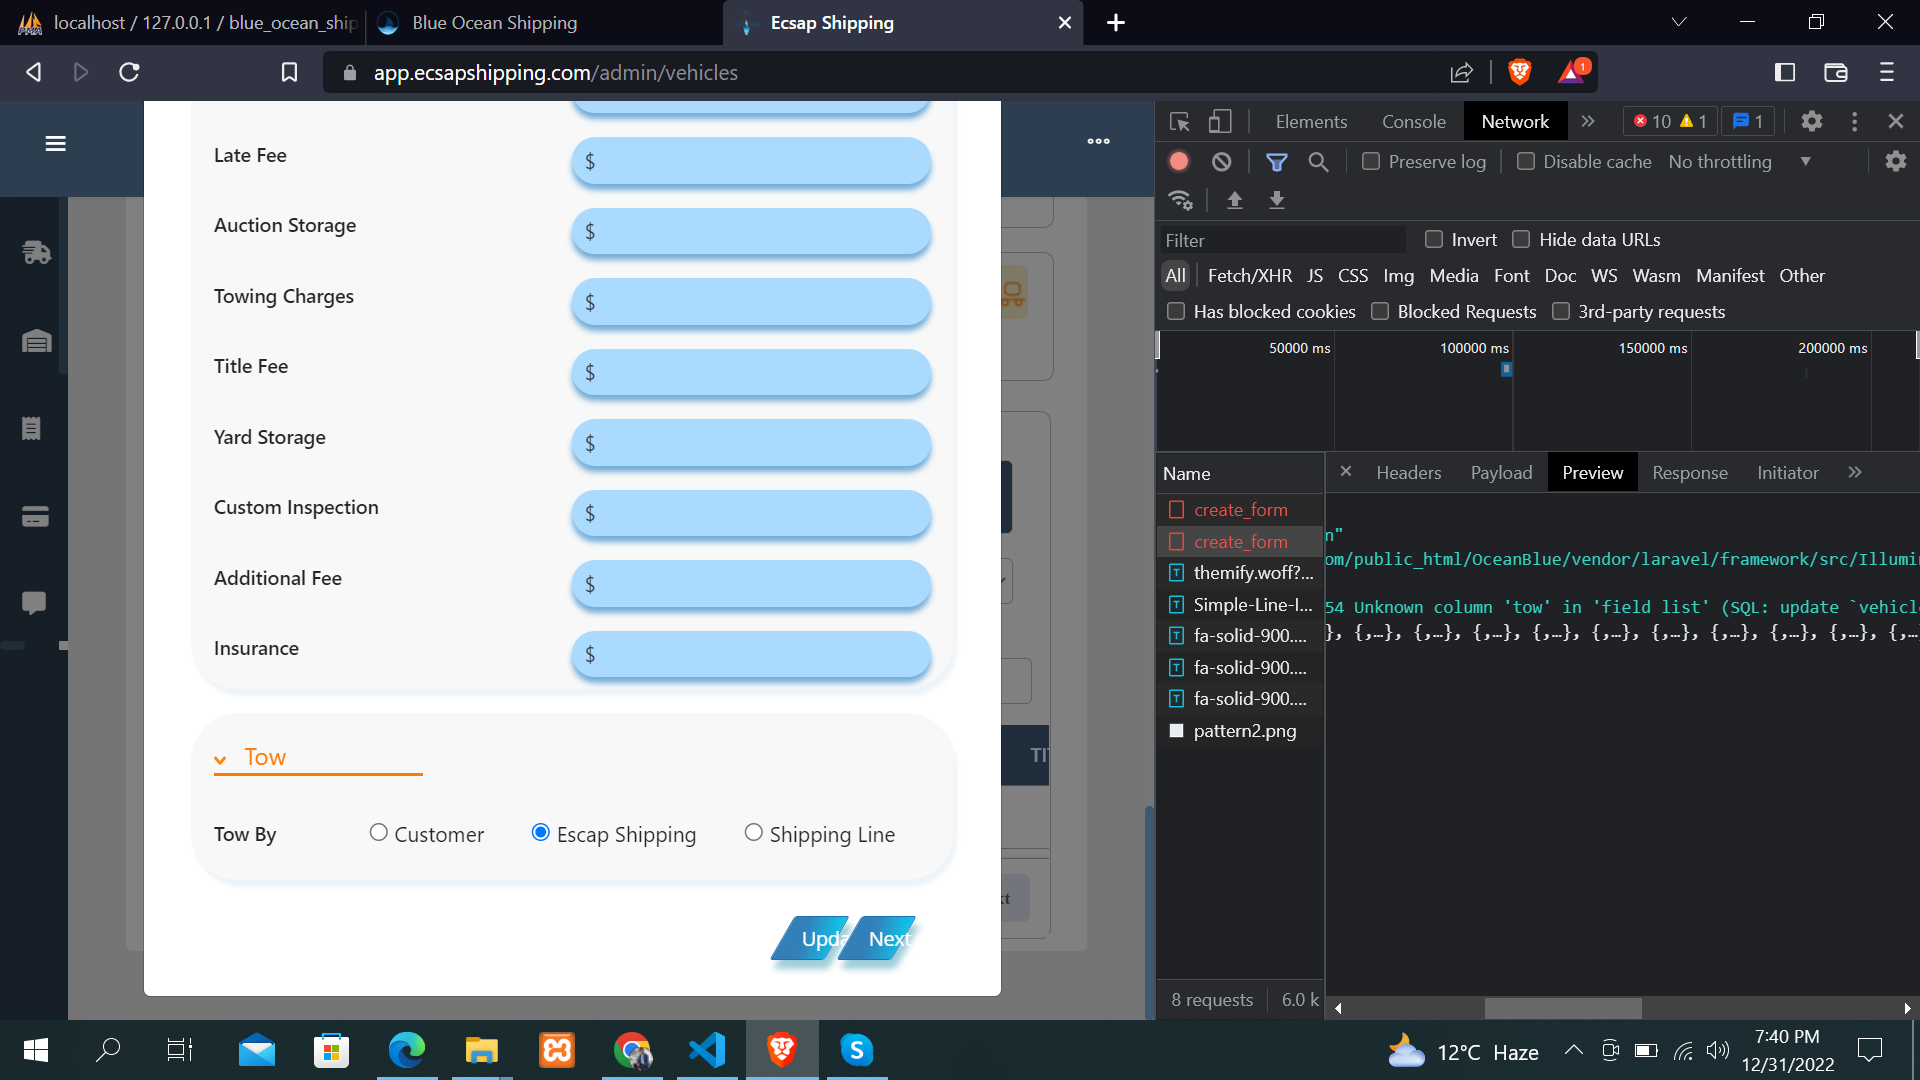 localhost / 127.0.0.1 / blue_ocean_ship
Blue Ocean Shipping
Ecsap Shipping
app.ecsapshipping.com/admin/vehicles
1
Late Fee
$
Auction Storage
$
Towing Charges
$
Title Fee
$
Yard Storage
$
Custom Inspection
$
Additional Fee
$
Insurance
$
Tow
Tow By
Customer
Escap Shipping
Shipping Line
Upda
Next
TI
xt
Elements
Console
Network
10
1
1
Preserve log
Disable cache
No throttling
Filter
Invert
Hide data URLs
All
Fetch/XHR
JS
CSS
Img
Media
Font
Doc
WS
Wasm
Manifest
Other
Has blocked cookies
Blocked Requests
3rd-party requests
50000 ms
100000 ms
150000 ms
200000 ms
Name
Headers
Payload
Preview
Response
Initiator
create_form
create_form
themify.woff?...
Simple-Line-I...
fa-solid-900....
fa-solid-900....
fa-solid-900....
pattern2.png
n"
om/public_html/OceanBlue/vendor/laravel/framework/src/Illumin
54 Unknown column 'tow' in 'field list' (SQL: update `vehicl
}, {,…}, {,…}, {,…}, {,…}, {,…}, {,…}, {,…}, {,…}, {,…}, {,…
8 requests
6.0 k
12°C Haze
7:40 PM
12/31/2022